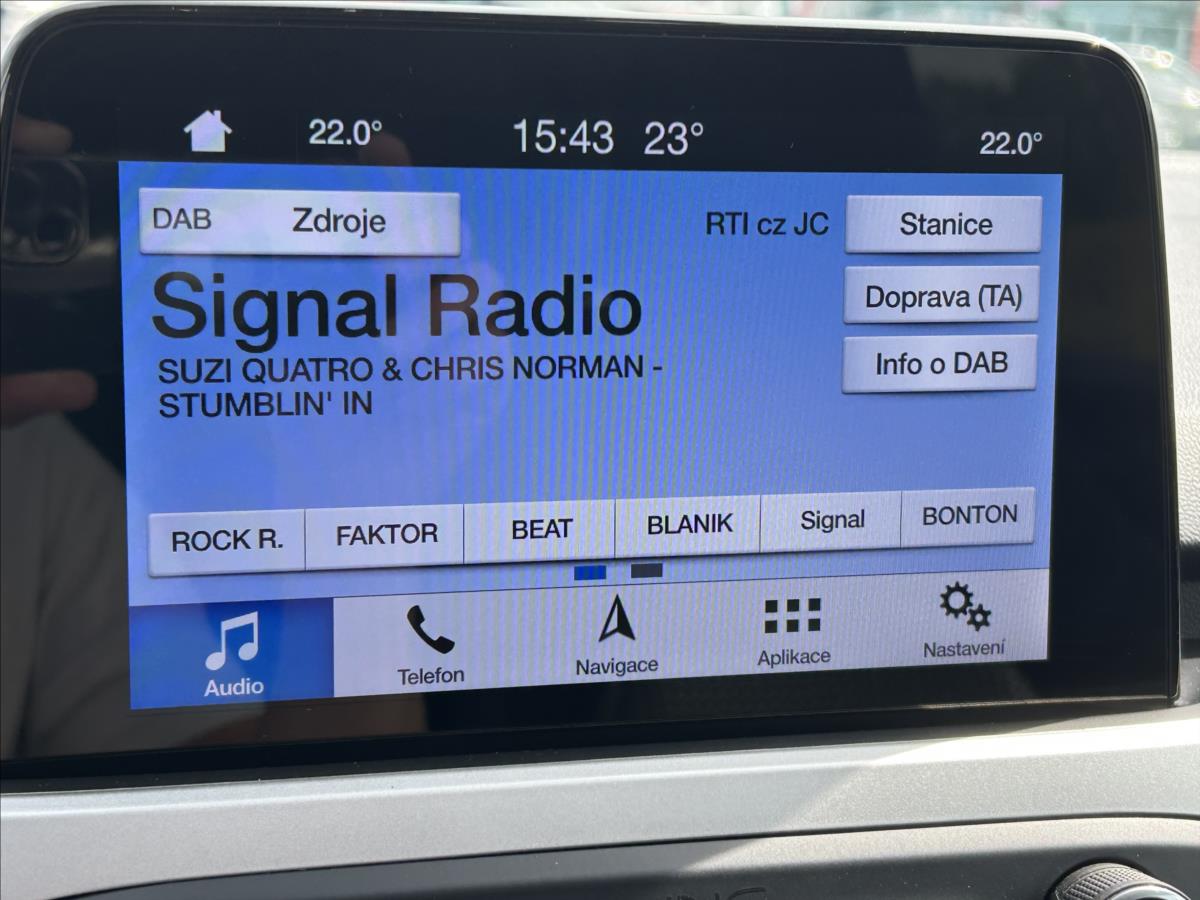 22.0° 15:43 23° 22.0°
DAB Zdroje RTI cz JC Stanice
Signal Radio
Doprava (TA)
SUZI QUATRO & CHRIS NORMAN -
STUMBLIN' IN
Info o DAB
ROCK R. FAKTOR BEAT BLANIK Signal BONTON
Audio Telefon Navigace Aplikace Nastavení